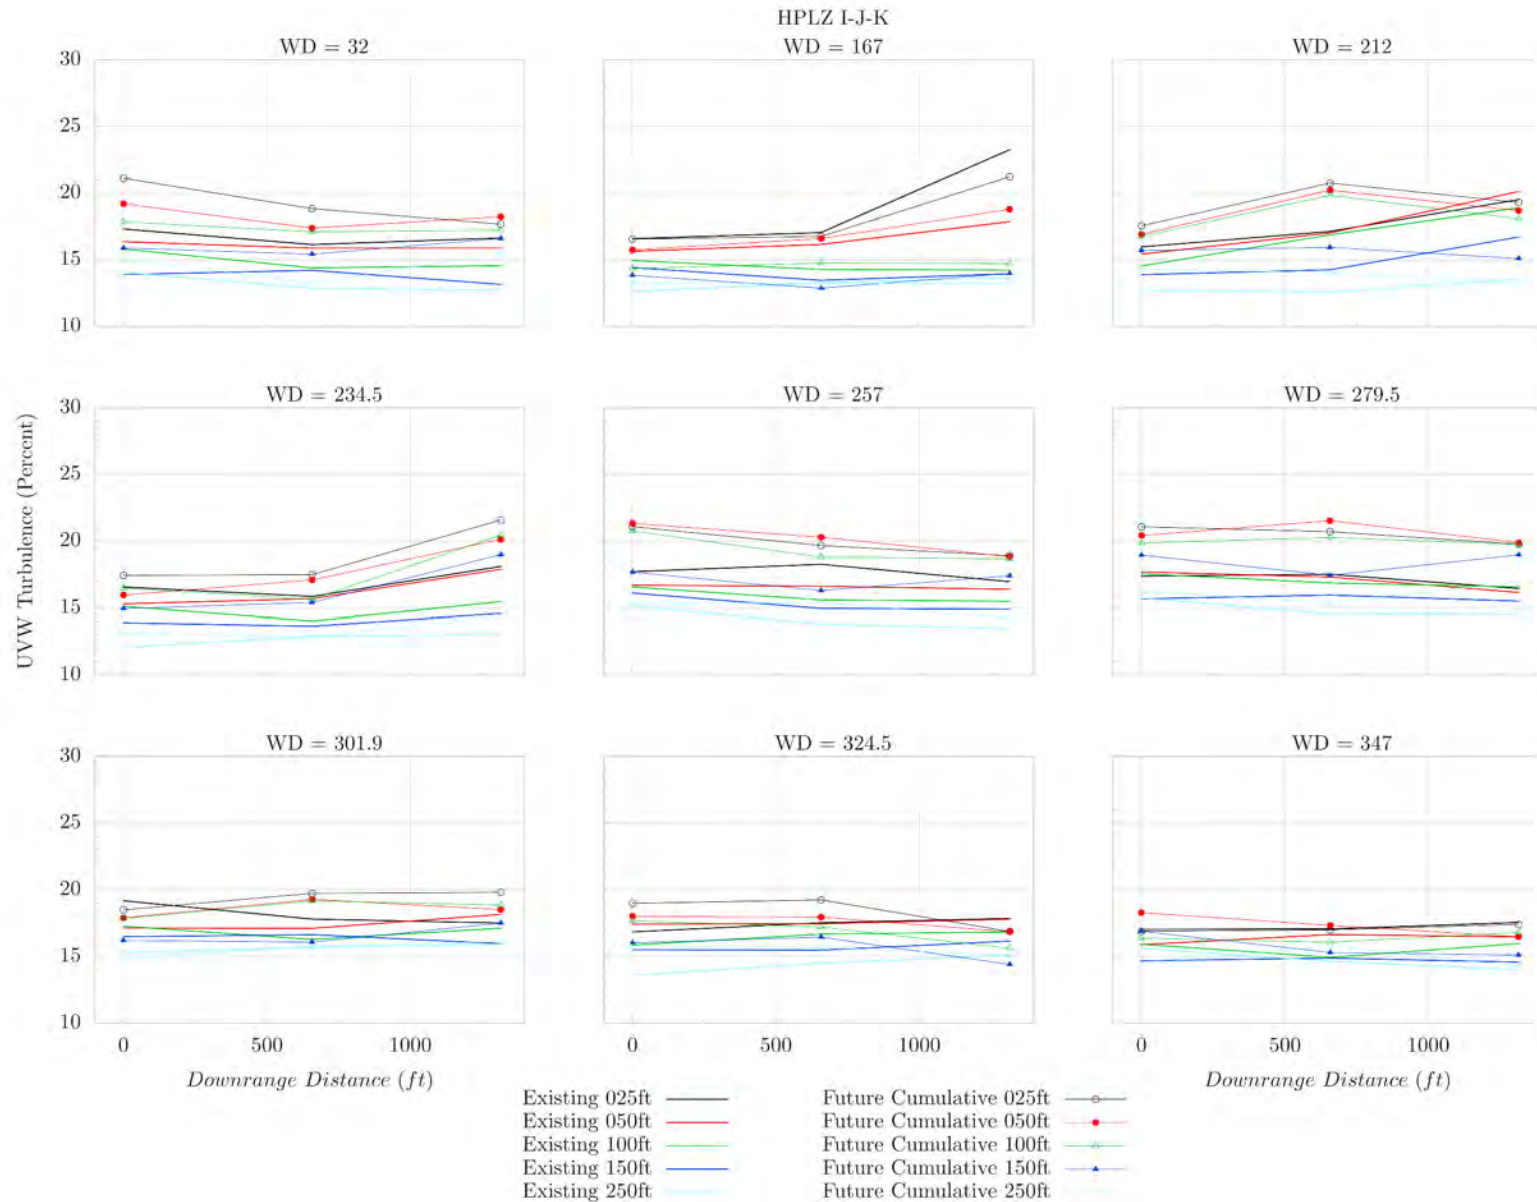 HPLZ I-J-K
WD = 32
WD = 167
WD = 212
30
25
20
15
10
WD = 234.5
WD = 257
WD = 279.5
30
25
20
15
10
UVW Turbulence (Percent)
WD = 301.9
WD = 324.5
WD = 347
30
25
20
15
10
0 500 1000
0 500 1000
0 500 1000
Downrange Distance (ft)
Downrange Distance (ft)
Existing 025ft
Existing 050ft
Existing 100ft
Existing 150ft
Existing 250ft
Future Cumulative 025ft
Future Cumulative 050ft
Future Cumulative 100ft
Future Cumulative 150ft
Future Cumulative 250ft